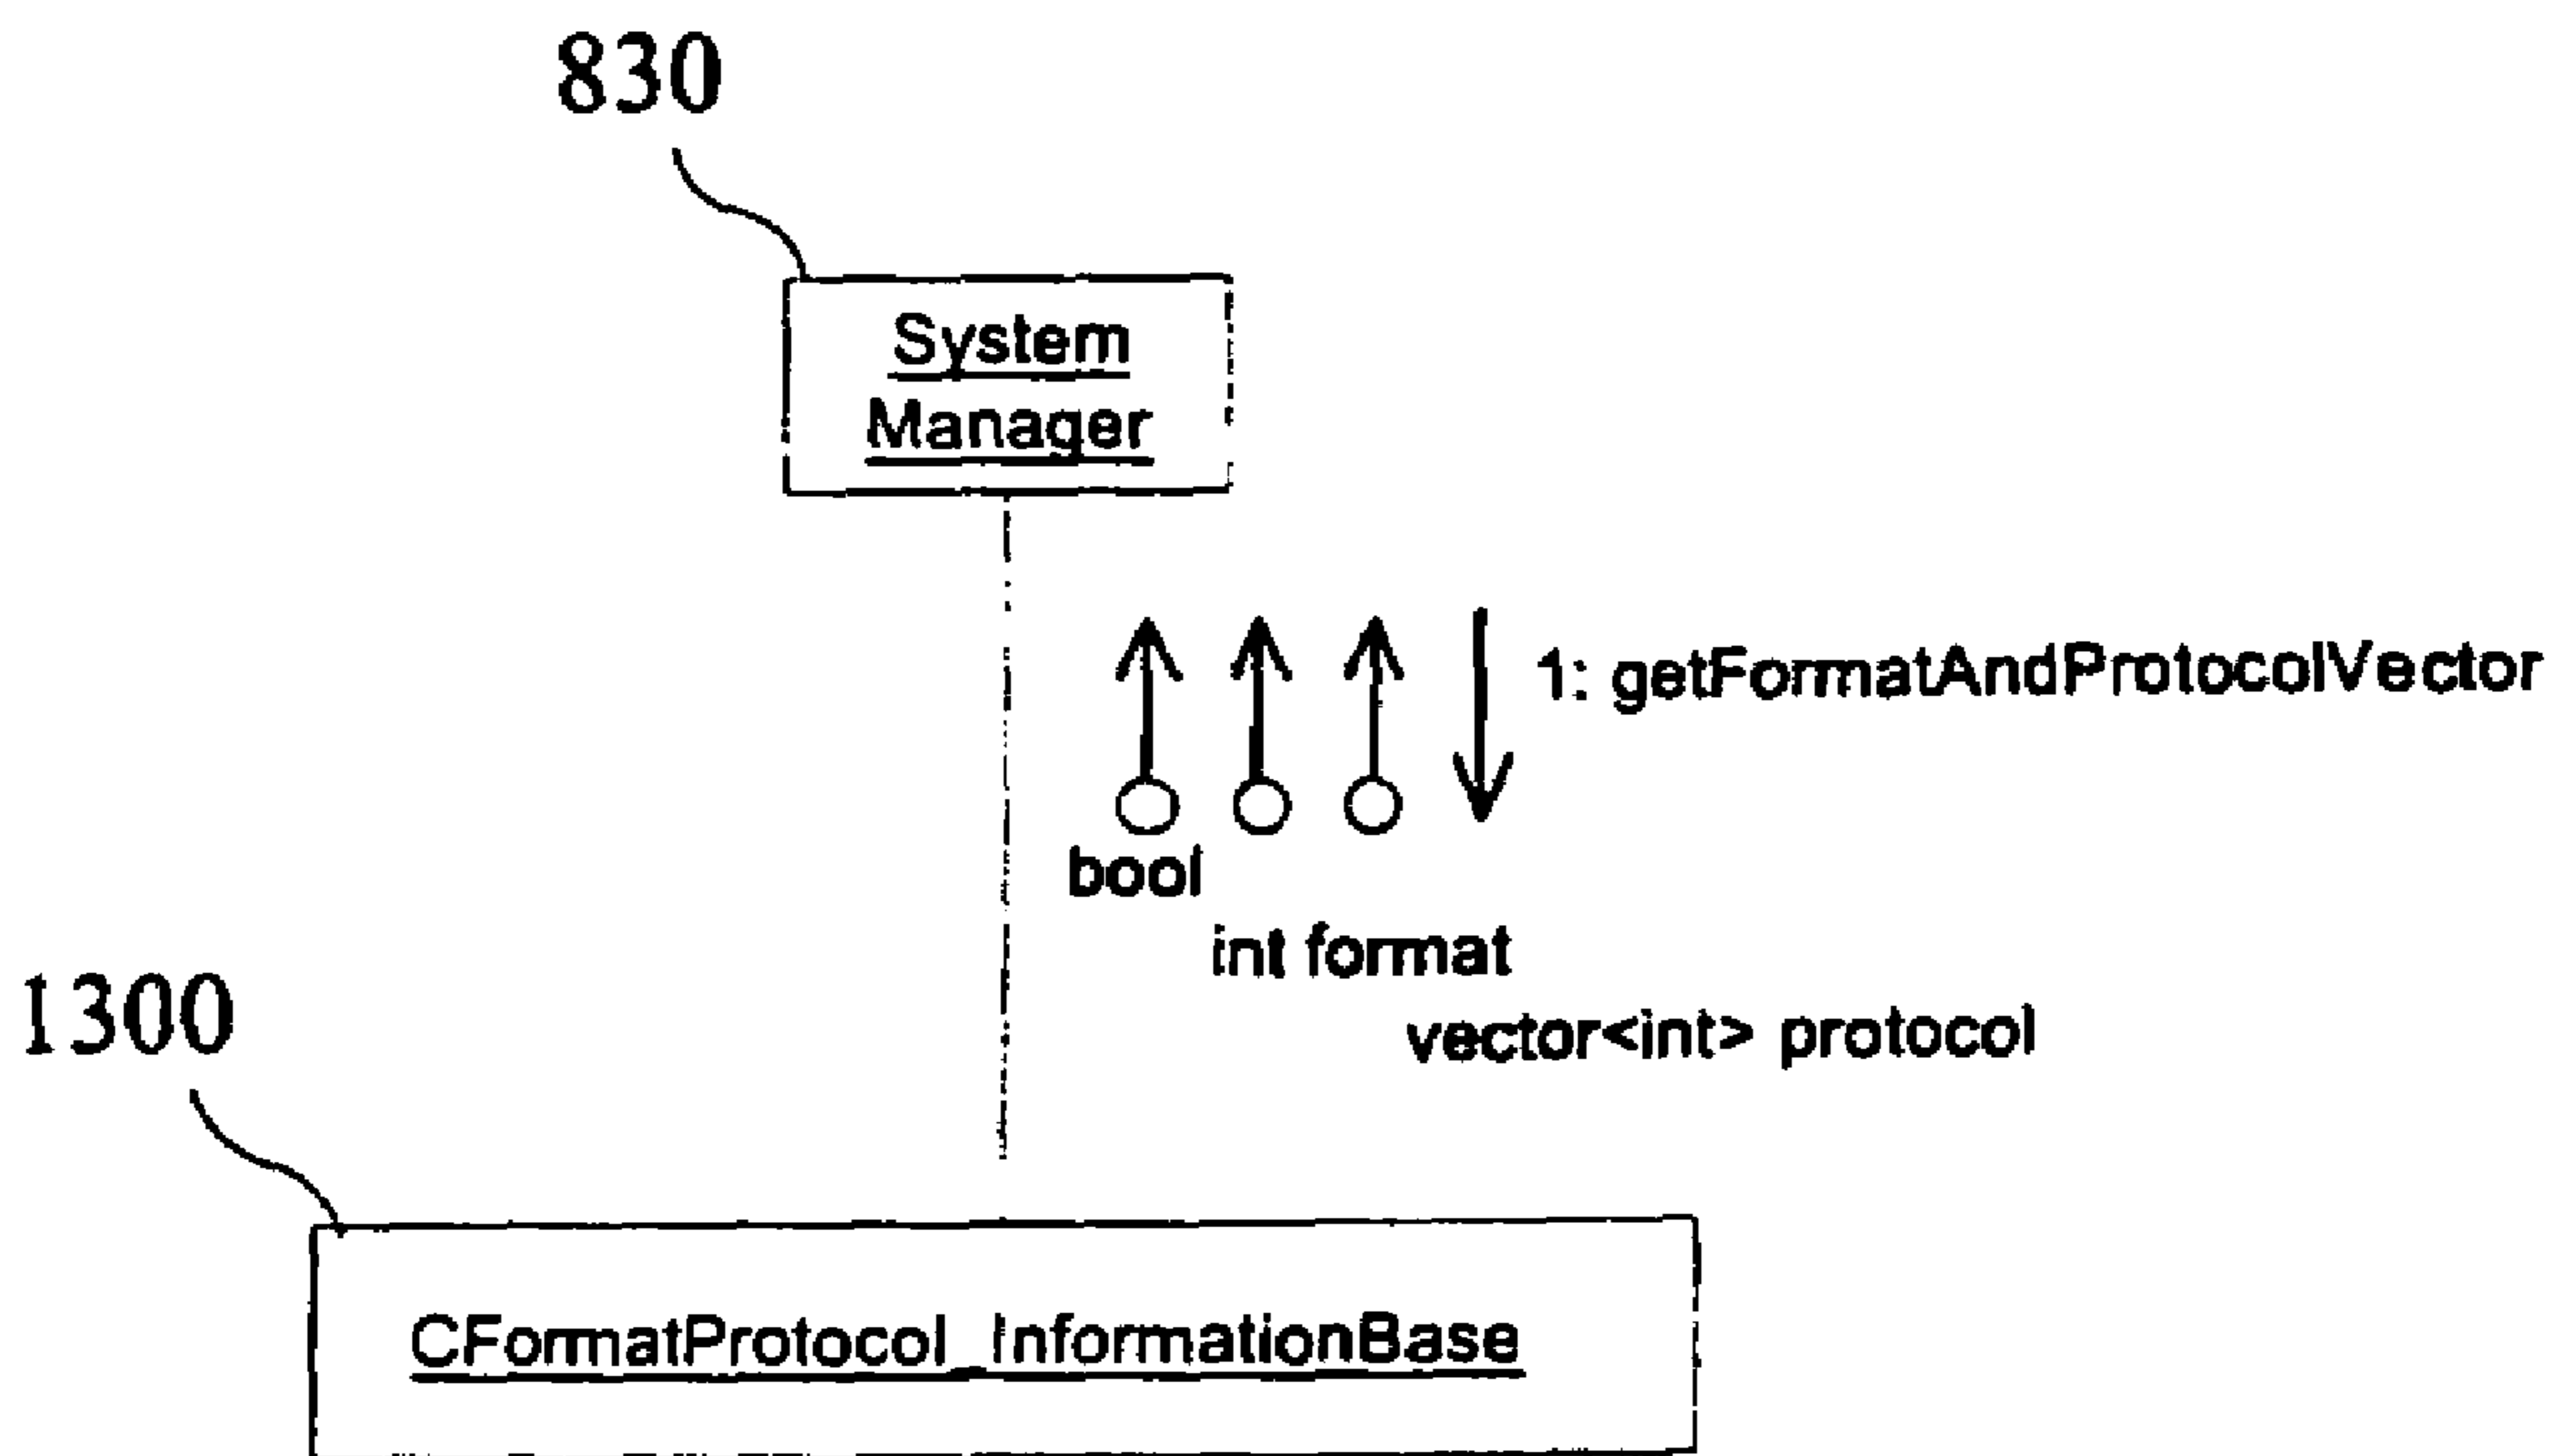 830
System
Manager
1: getFormatAndProtocolVector
bool
int format
vector<int> protocol
1300
CFormatProtocol_InformationBase